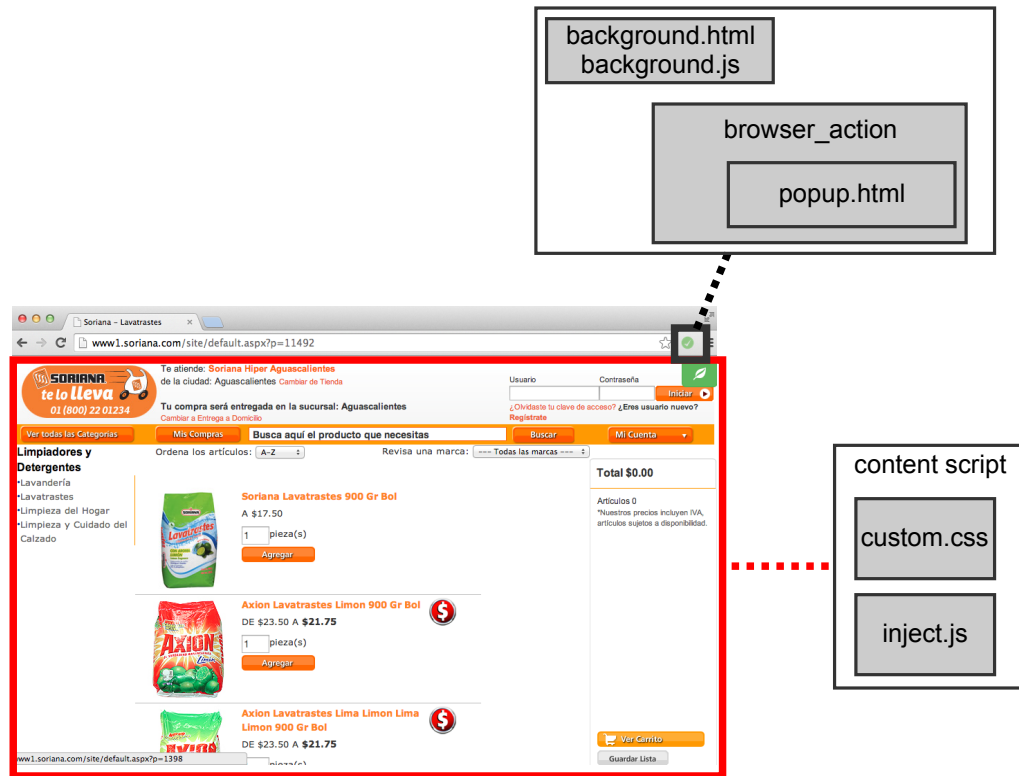 background.html
background.js
browser_action
popup.html
Soriana - Lavatrastes
www1.soriana.com/site/default.aspx?p=11492
SORIANA
te lo lleva
01 (800) 22 01234
Te atiende: Soriana Hiper Aguascalientes
de la ciudad: Aguascalientes Cambiar de Tienda
Tu compra será entregada en la sucursal: Aguascalientes
Cambiar a Entrega a Domicilio
Usuario
Contraseña
Iniciar
¿Olvidaste tu clave de acceso? ¿Eres usuario nuevo?
Regístrate
Ver todas las Categorías
Mis Compras
Busca aquí el producto que necesitas
Buscar
Mi Cuenta
Limpiadores y
Detergentes
•Lavandería
•Lavatrastes
•Limpieza del Hogar
•Limpieza y Cuidado del
Calzado
Ordena los artículos: A-Z
Revisa una marca: --- Todas las marcas ---
Soriana Lavatrastes 900 Gr Bol
A $17.50
1 pieza(s)
Agregar
Lavatrastes
Axion Lavatrastes Limon 900 Gr Bol
DE $23.50 A $21.75
1 pieza(s)
Agregar
AXION
Limón
$
Axion Lavatrastes Lima Limon Lima
Limon 900 Gr Bol
DE $23.50 A $21.75
pieza(s)
AXION
$
Total $0.00
Artículos 0
*Nuestros precios incluyen IVA,
artículos sujetos a disponibilidad.
Ver Carrito
Guardar Lista
www1.soriana.com/site/default.aspx?p=1398
content script
custom.css
inject.js